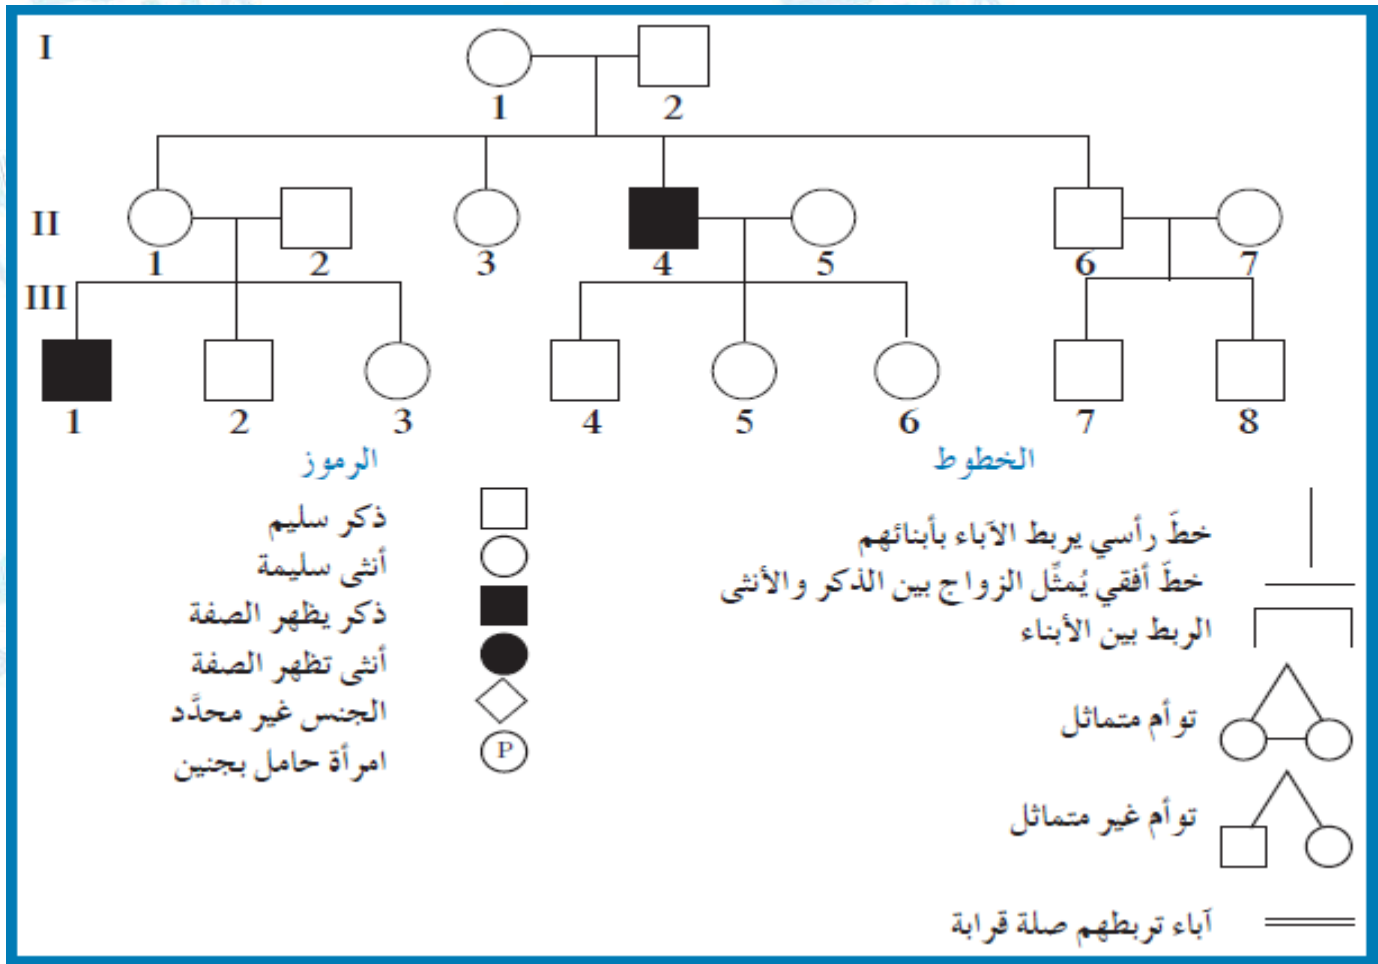 I
1 2
II
1 2 3 4 5 6 7
III
1 2 3 4 5 6 7 8
الخطوط
خطّ رأسي يربط الآباء بأبنائهم
خطّ أفقي يُمثِّل الزواج بين الذكر والأنثى
الربط بين الأبناء
توأم متماثل
توأم غير متماثل
آباء تربطهم صلة قرابة
الرموز
ذكر سليم
أنثى سليمة
ذكر يظهر الصفة
أنثى تظهر الصفة
الجنس غير محدَّد
P
امرأة حامل بجنين